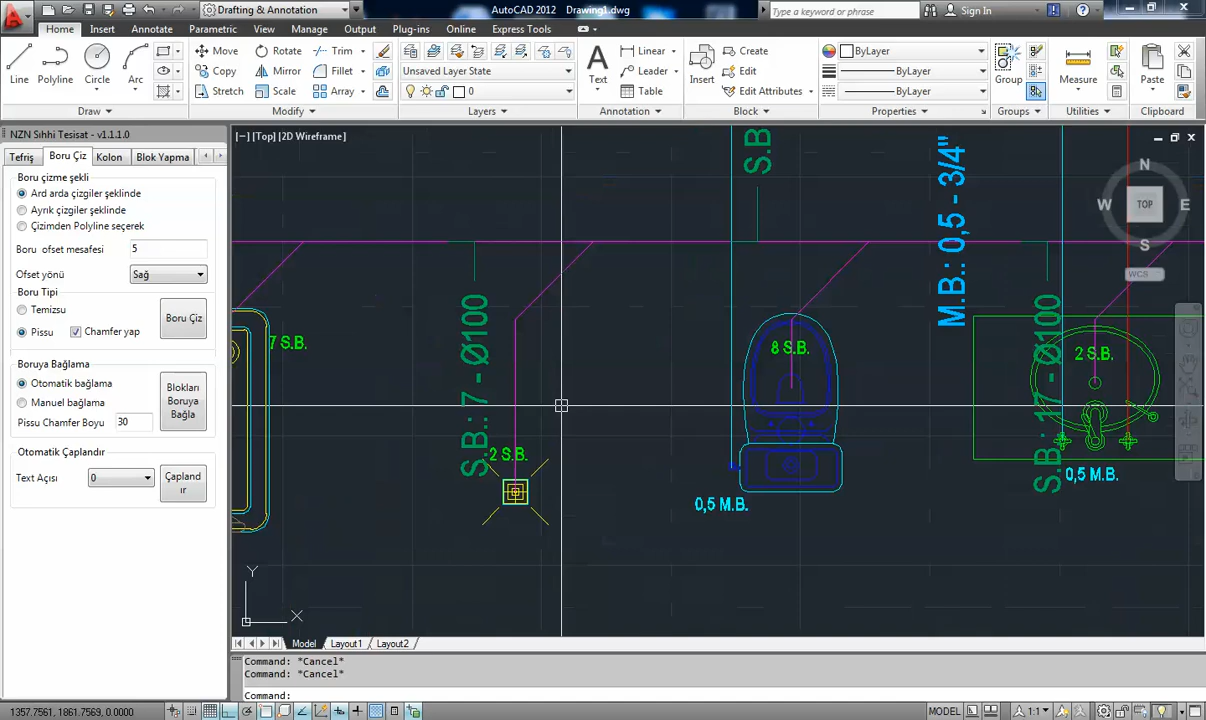 Drafting & Annotation
AutoCAD 2012 Drawing1.dwg
Type a keyword or phrase
Sign In
Home Insert Annotate Parametric View Manage Output Plug-ins Online Express Tools
Line Polyline Circle Arc
Move Rotate Trim
Copy Mirror Fillet
Stretch Scale Array
Unsaved Layer State
0
Text
Linear
Leader
Table
Insert
Create
Edit
Edit Attributes
ByLayer
ByLayer
ByLayer
Group
Measure
Paste
Draw Modify Layers Annotation Block Properties Groups Utilities Clipboard
NZN Sıhhi Tesisat - v1.1.1.0
Tefriş Boru Çiz Kolon Blok Yapma
Boru çizme şekli
Ard arda çizgiler şeklinde
Ayrık çizgiler şeklinde
Çizimden Polyline seçerek
Boru ofset mesafesi 5
Ofset yönü Sağ
Boru Tipi
Temizsu
Pissu Chamfer yap
Boru Çiz
Boruya Bağlama
Otomatik bağlama
Manuel bağlama
Pissu Chamfer Boyu 30
Blokları
Boruya
Bağla
Otomatik Çaplandır
Text Açısı 0
Çapland
ır
[−] [Top] [2D Wireframe]
S.B
M.B.: 0,5 - 3/4"
N
W TOP E
S
WCS
7 S.B.
S.B.: 7 - Ø100
2 S.B.
8 S.B.
0,5 M.B.
S.B.: 17 - Ø100
2 S.B.
0,5 M.B.
Y
X
Model Layout1 Layout2
Command: *Cancel*
Command: *Cancel*
Command:
1357.7561, 1861.7569, 0.0000
MODEL
1:1